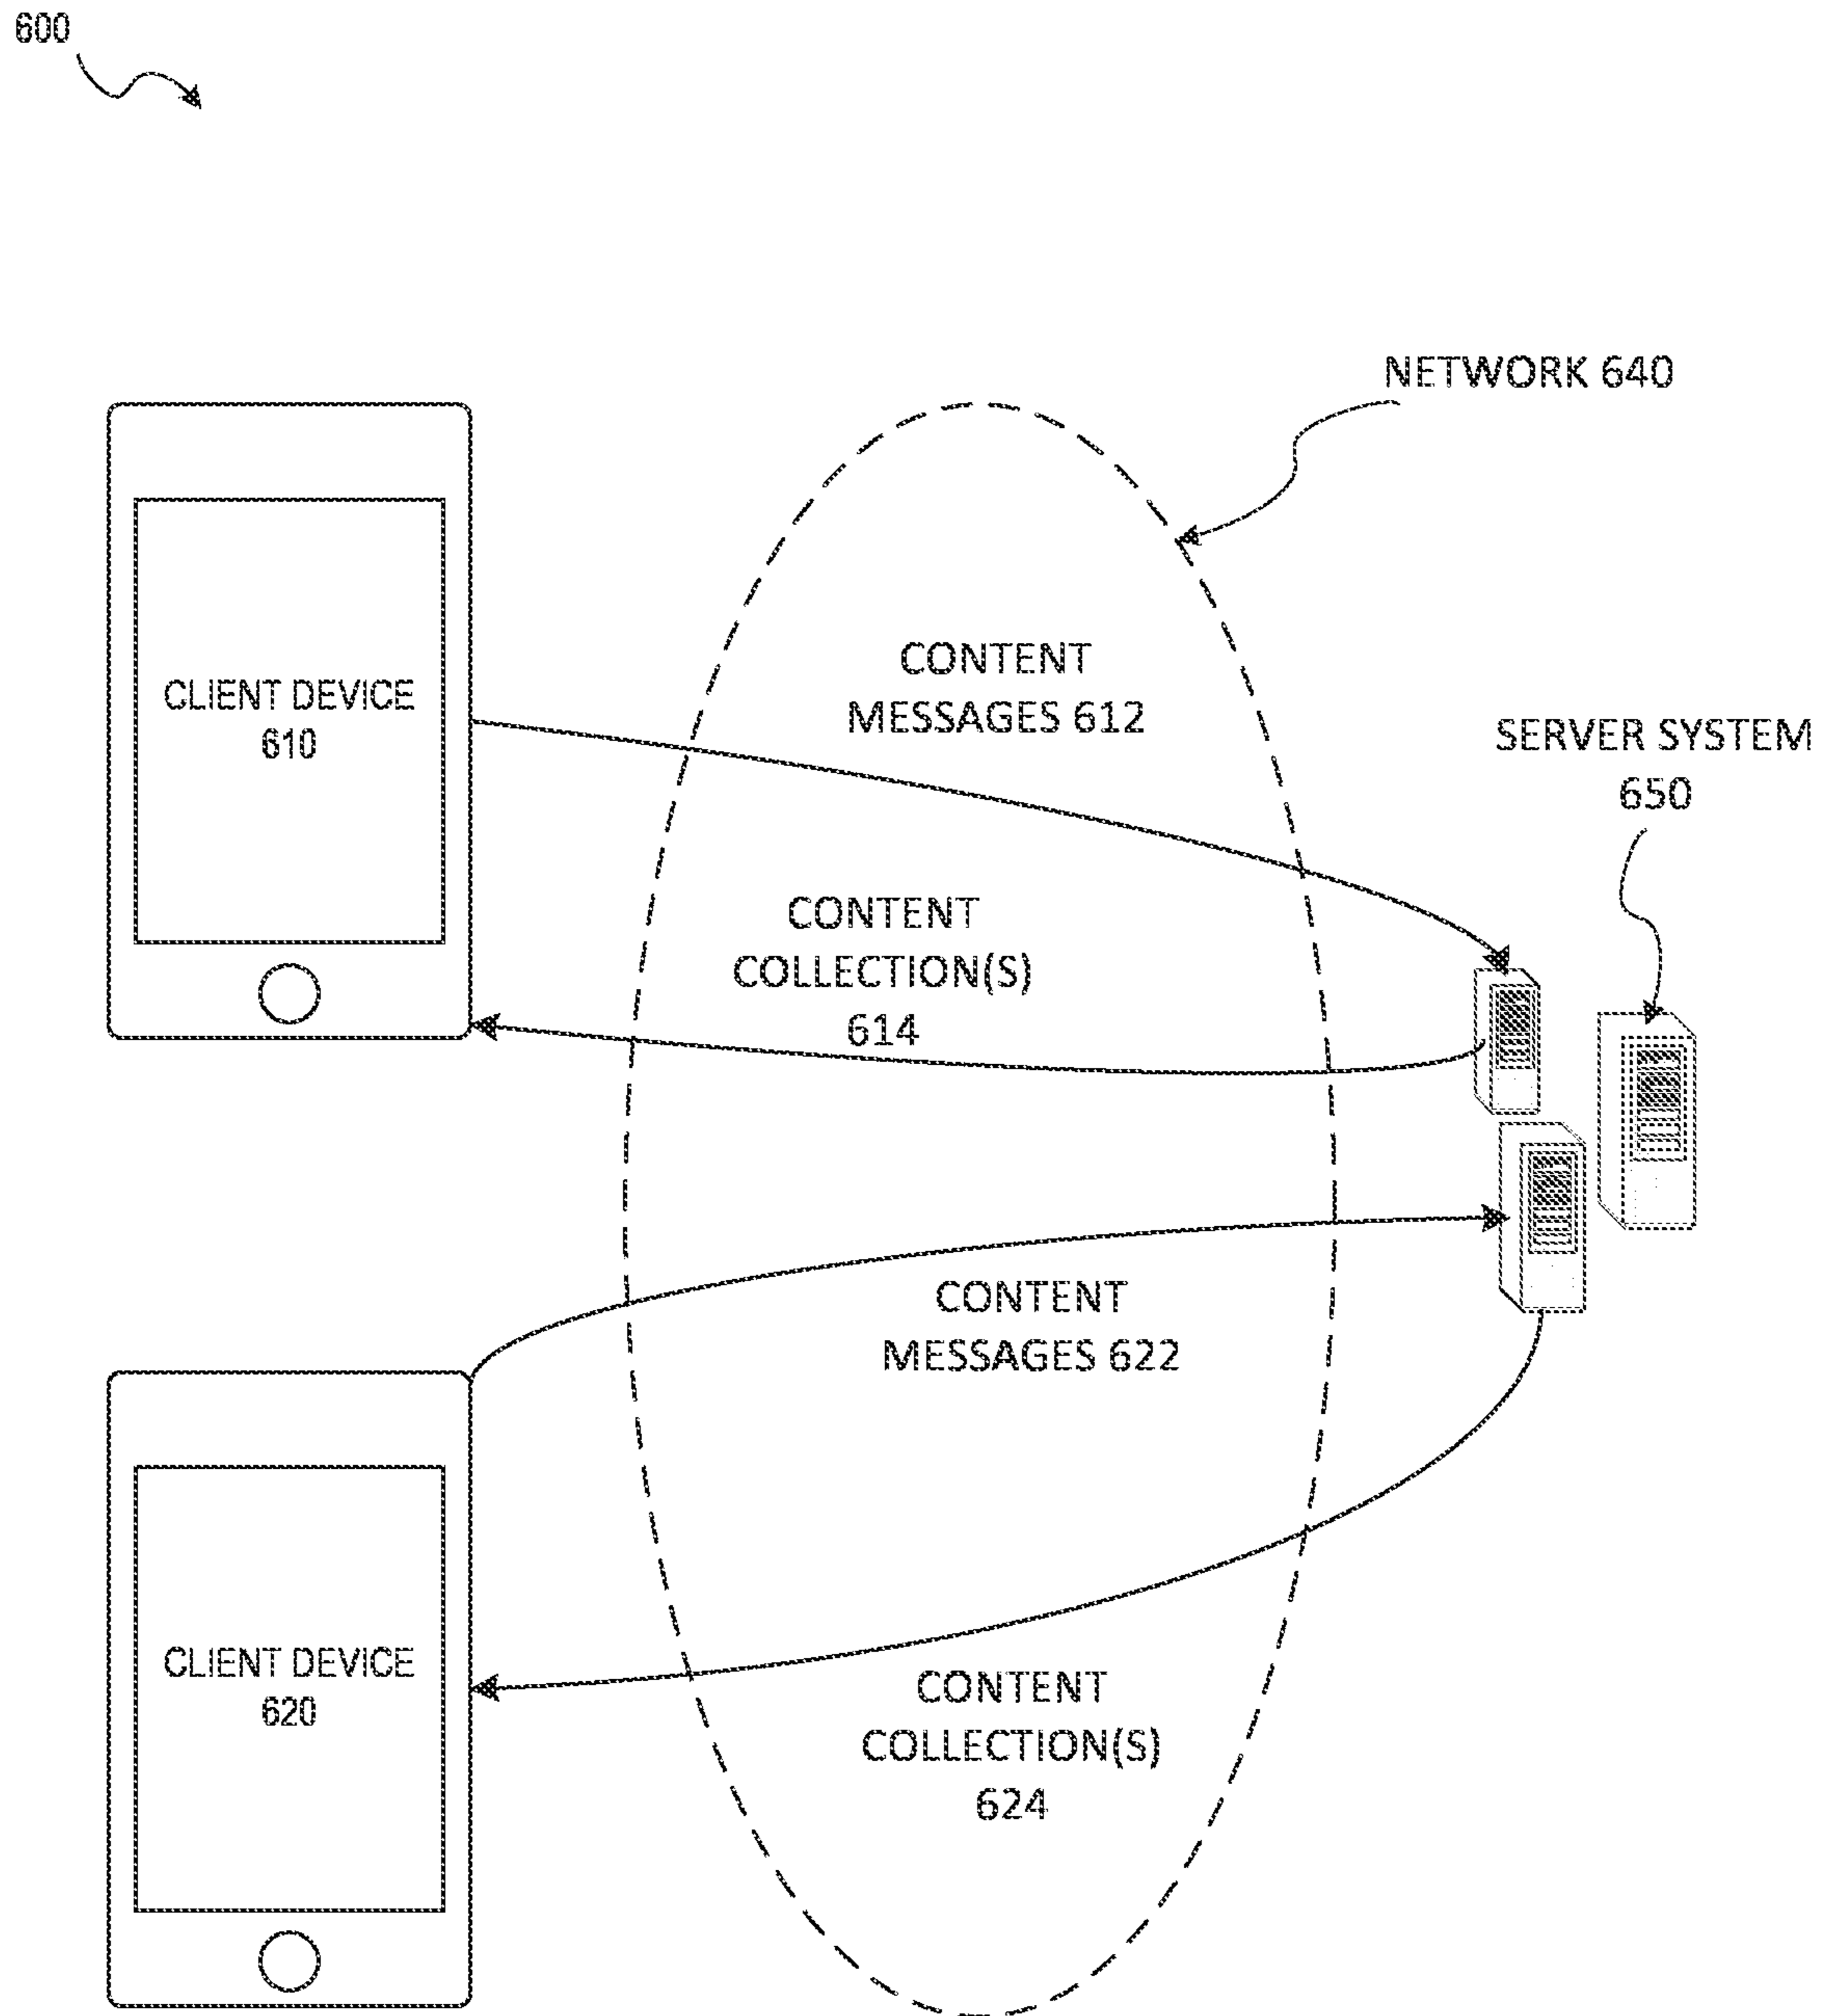 600
NETWORK 640
CLIENT DEVICE
610
CONTENT
MESSAGES 612
SERVER SYSTEM
650
CONTENT
COLLECTION(S)
614
CONTENT
MESSAGES 622
CLIENT DEVICE
620
CONTENT
COLLECTION(S)
624